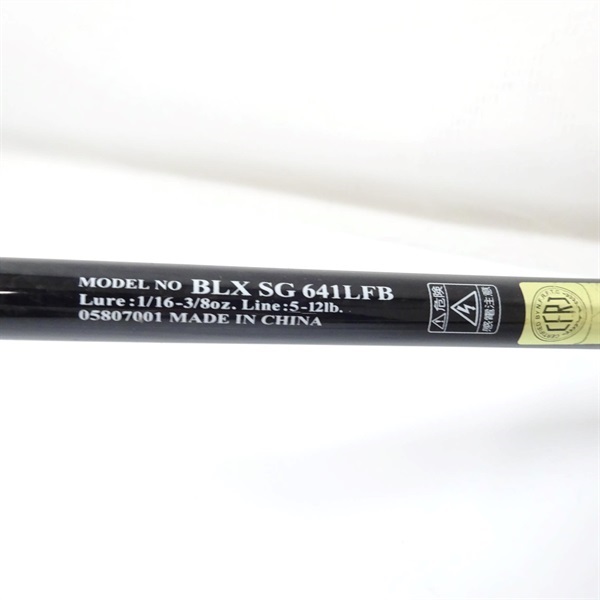 MODEL NO BLX SG 641LFB
Lure:1/16-3/8oz. Line:5-12lb.
05807001 MADE IN CHINA
危険
感電注意
CFRJ